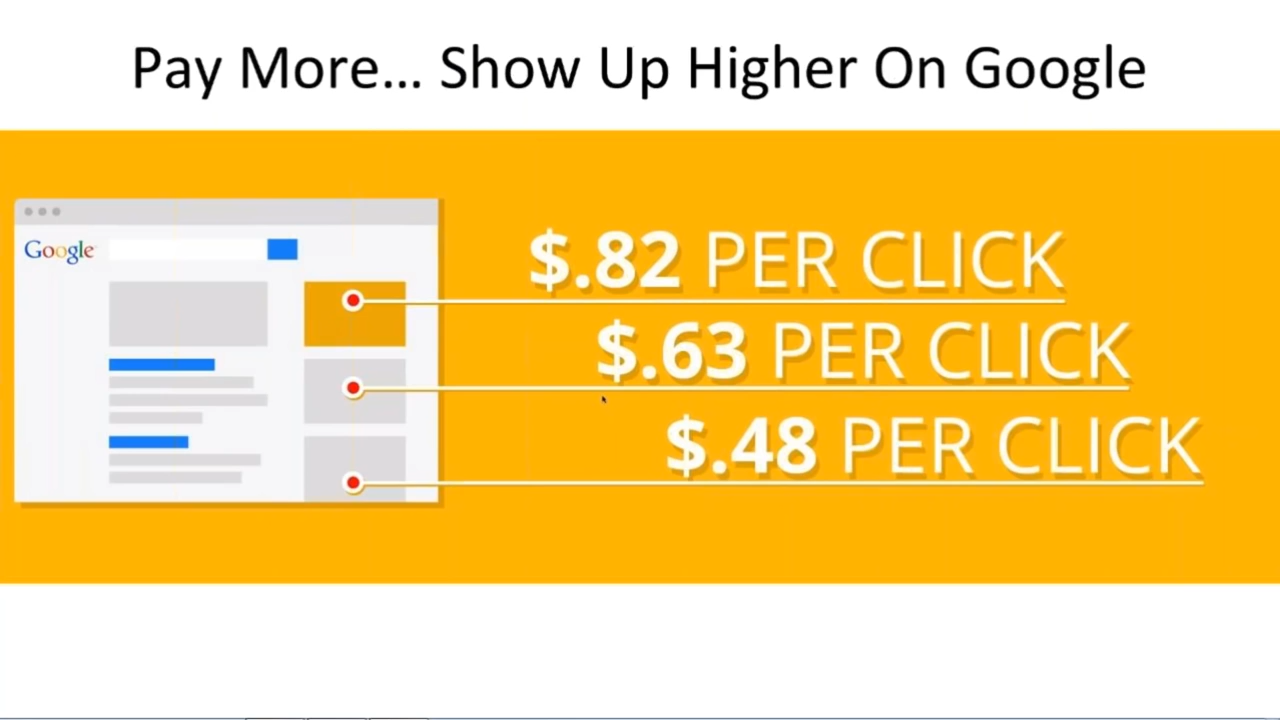 Pay More... Show Up Higher On Google
Google
$.82 PER CLICK
$.63 PER CLICK
$.48 PER CLICK